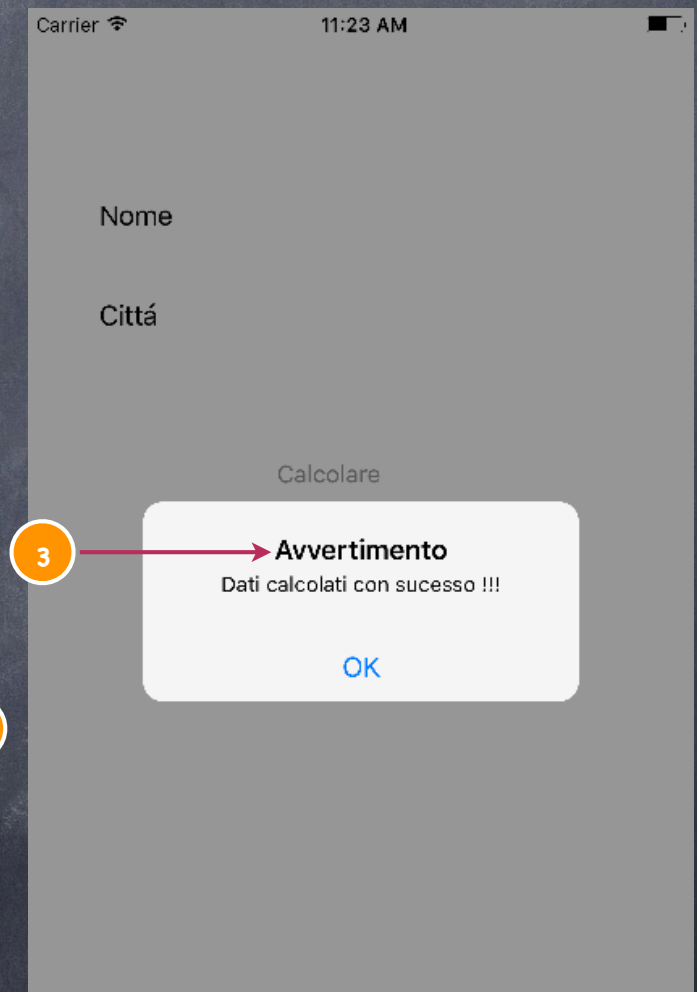 Carrier 11:23 AM
Nome
Cittá
Calcolare
3
Avvertimento
Dati calcolati con sucesso !!!
OK